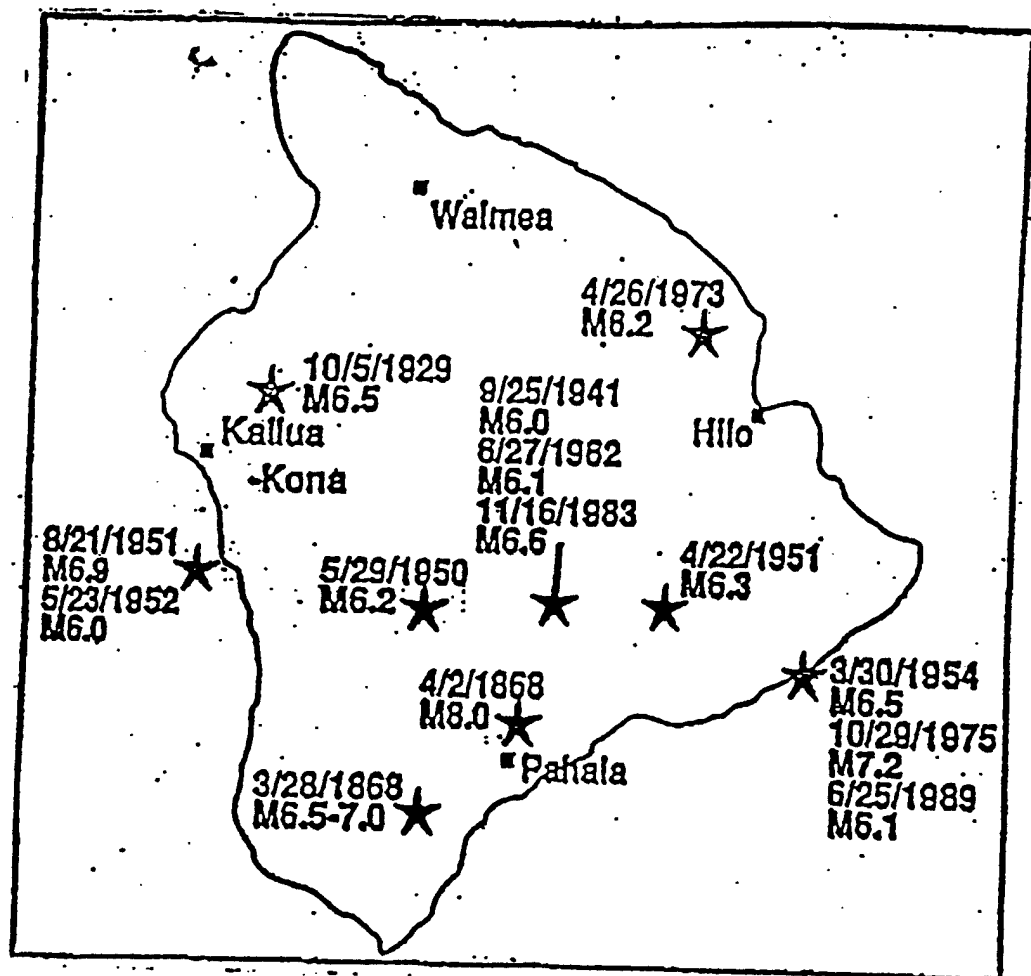 Waimea
4/26/1973
M6.2
10/5/1929
M6.5
9/25/1941
M6.0
6/27/1962
M6.1
11/16/1983
M6.6
Kailua
Kona
Hilo
8/21/1951
M6.9
5/23/1952
M6.0
5/29/1950
M6.2
4/22/1951
M6.3
4/2/1868
M8.0
3/30/1954
M6.5
10/29/1975
M7.2
6/25/1989
M6.1
Pahala
3/28/1868
M6.5-7.0